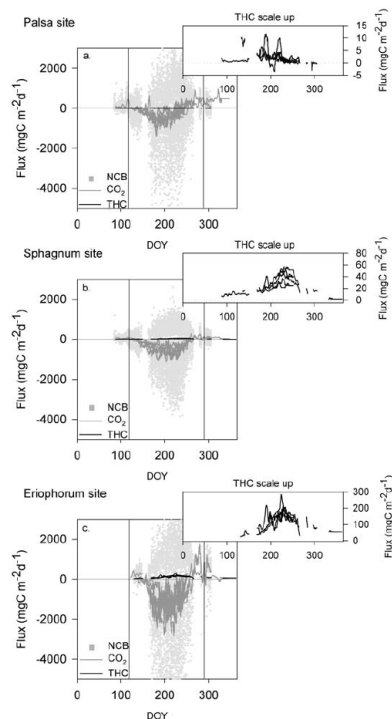 Palsa site
THC scale up
15
10
5
0
-5
Flux (mgC m⁻²d⁻¹)
0 100 200 300
a.
2000
0
-2000
-4000
Flux (mgC m⁻²d⁻¹)
NCB
CO₂
THC
0 100 200 300
DOY
Sphagnum site
THC scale up
80
60
40
20
0
Flux (mgC m⁻²d⁻¹)
0 100 200 300
b.
2000
0
-2000
-4000
Flux (mgC m⁻²d⁻¹)
NCB
CO₂
THC
0 100 200 300
DOY
Eriophorum site
THC scale up
300
200
100
0
Flux (mgC m⁻²d⁻¹)
0 100 200 300
c.
2000
0
-2000
-4000
Flux (mgC m⁻²d⁻¹)
NCB
CO₂
THC
0 100 200 300
DOY